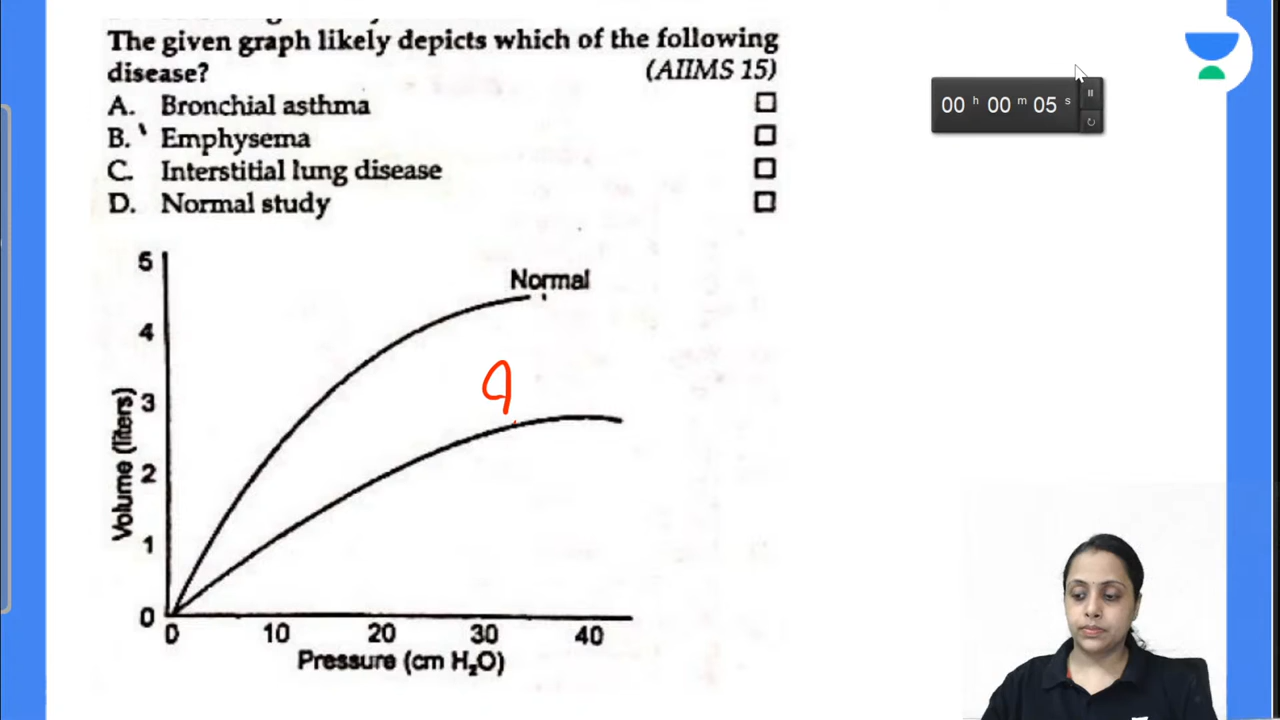 The given graph likely depicts which of the following
disease? (AIIMS 15)
A. Bronchial asthma
B. Emphysema
C. Interstitial lung disease
D. Normal study
00 h 00 m 05 s
5
Normal
4
3
2
1
0
Volume (liters)
0 10 20 30 40
Pressure (cm H₂O)